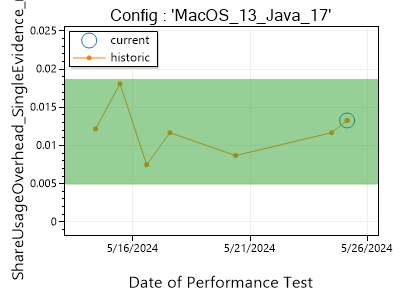 Config : 'MacOS_13_Java_17'
current
historic
0.025
0.02
0.015
0.01
0.005
0
ShareUsageOverhead_SingleEvidence_
5/16/2024
5/21/2024
5/26/2024
Date of Performance Test